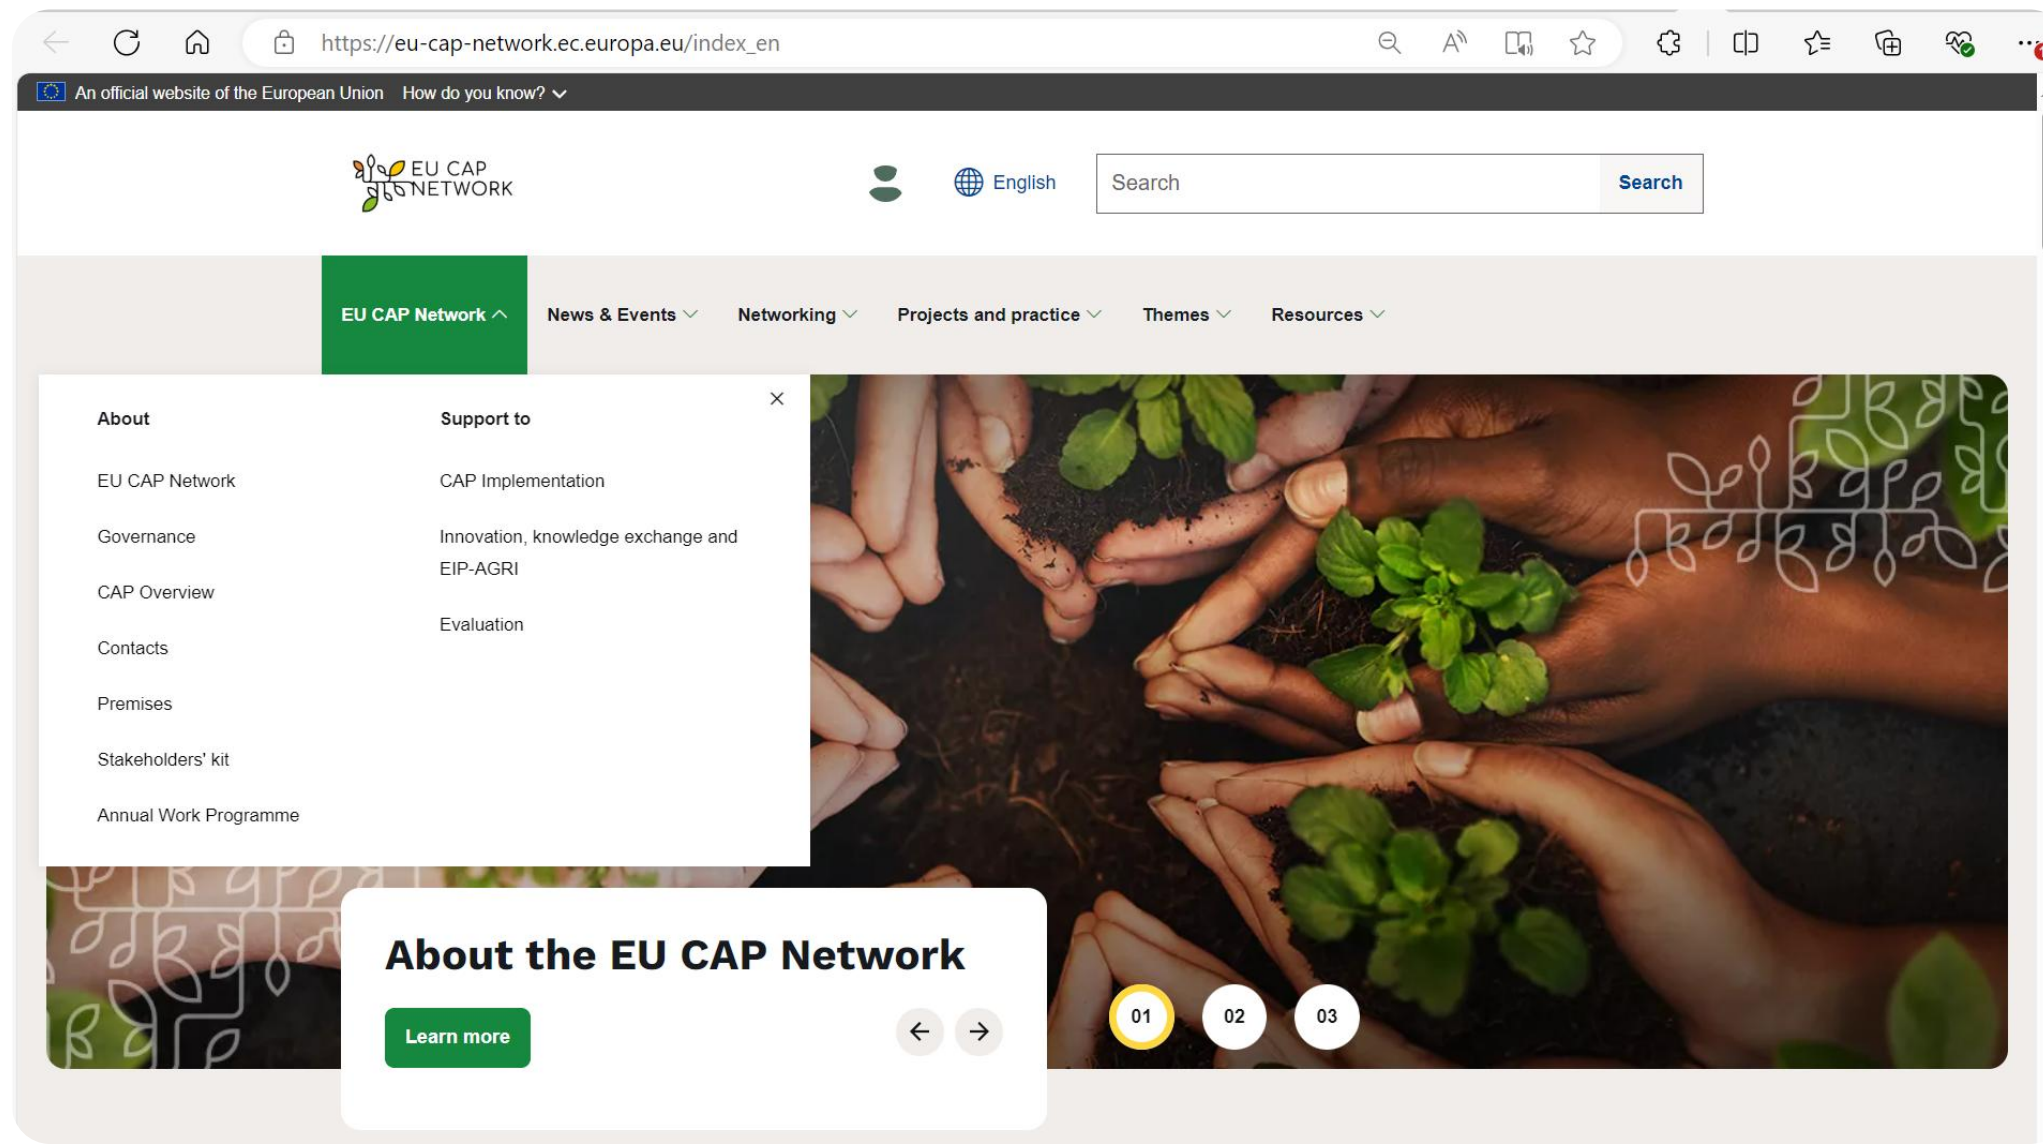 https://eu-cap-network.ec.europa.eu/index_en
An official website of the European Union How do you know?
EU CAP
NETWORK
English
Search
Search
EU CAP Network
News & Events
Networking
Projects and practice
Themes
Resources
About
EU CAP Network
Governance
CAP Overview
Contacts
Premises
Stakeholders' kit
Annual Work Programme
Support to
CAP Implementation
Innovation, knowledge exchange and
EIP-AGRI
Evaluation
About the EU CAP Network
Learn more
01
02
03